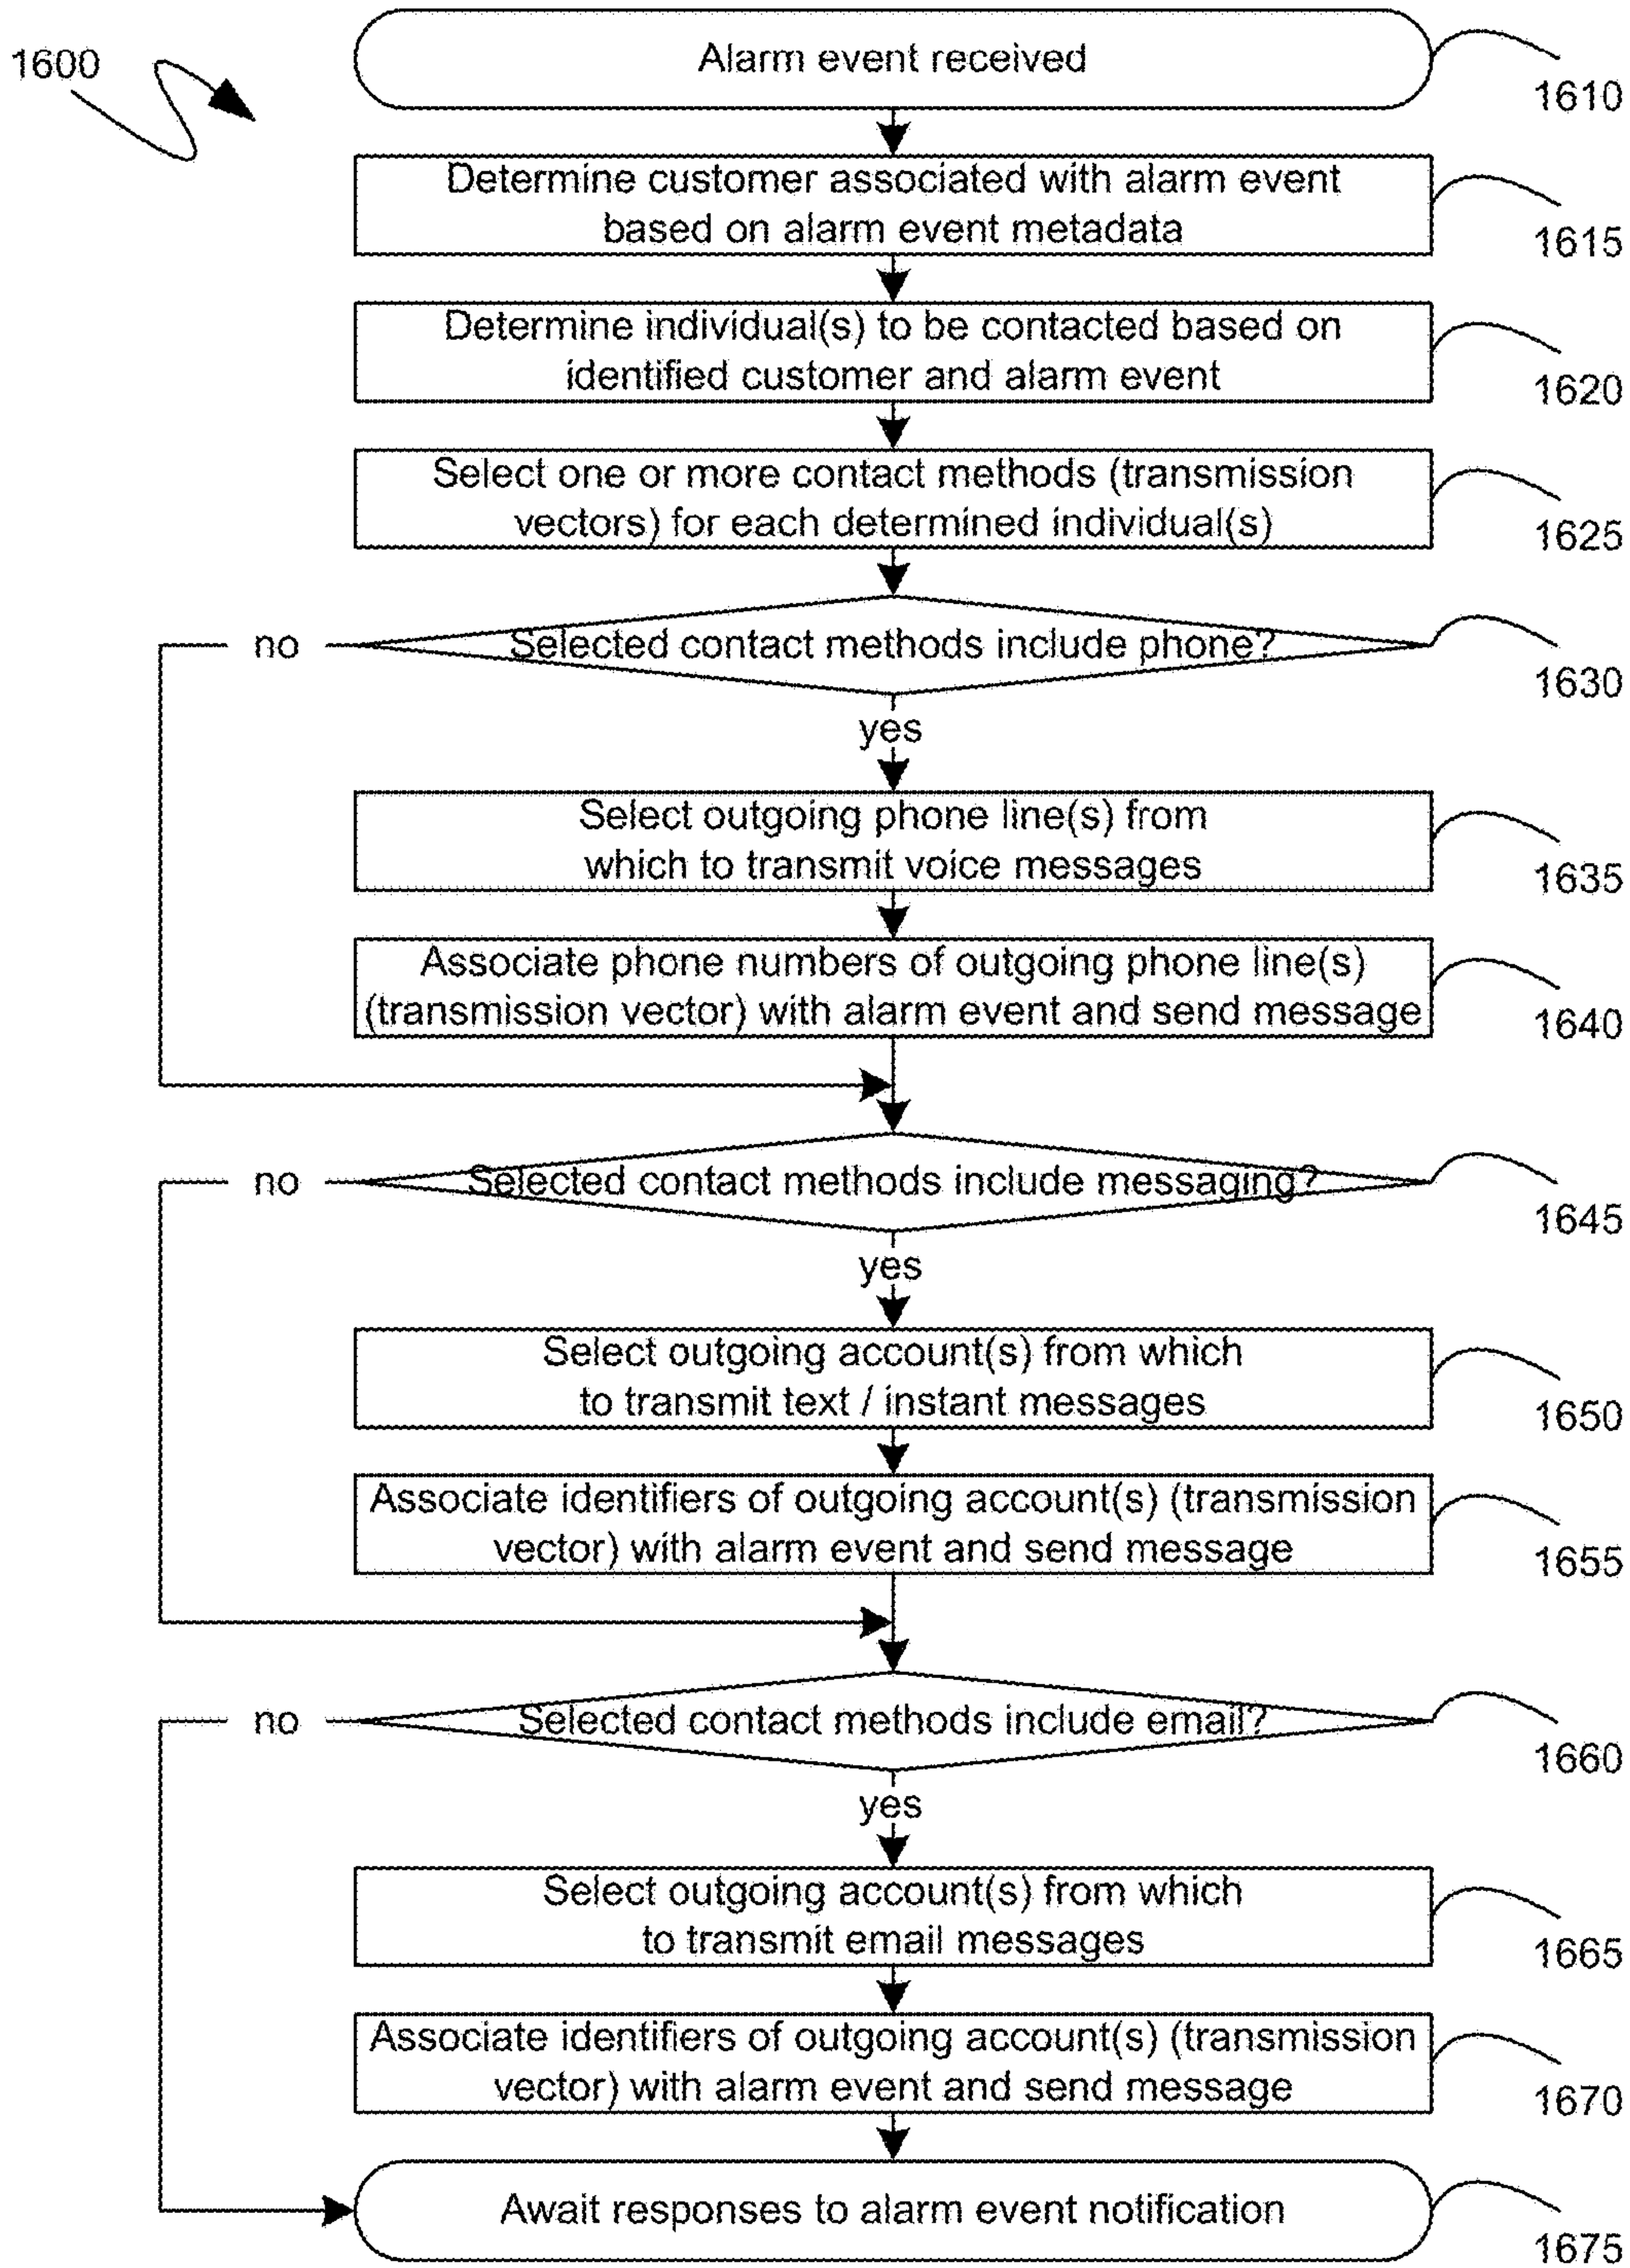 1600
Alarm event received
1610
Determine customer associated with alarm event
based on alarm event metadata
1615
Determine individual(s) to be contacted based on
identified customer and alarm event
1620
Select one or more contact methods (transmission
vectors) for each determined individual(s)
1625
no
Selected contact methods include phone?
1630
yes
Select outgoing phone line(s) from
which to transmit voice messages
1635
Associate phone numbers of outgoing phone line(s)
(transmission vector) with alarm event and send message
1640
no
Selected contact methods include messaging?
1645
yes
Select outgoing account(s) from which
to transmit text / instant messages
1650
Associate identifiers of outgoing account(s) (transmission
vector) with alarm event and send message
1655
no
Selected contact methods include email?
1660
yes
Select outgoing account(s) from which
to transmit email messages
1665
Associate identifiers of outgoing account(s) (transmission
vector) with alarm event and send message
1670
Await responses to alarm event notification
1675